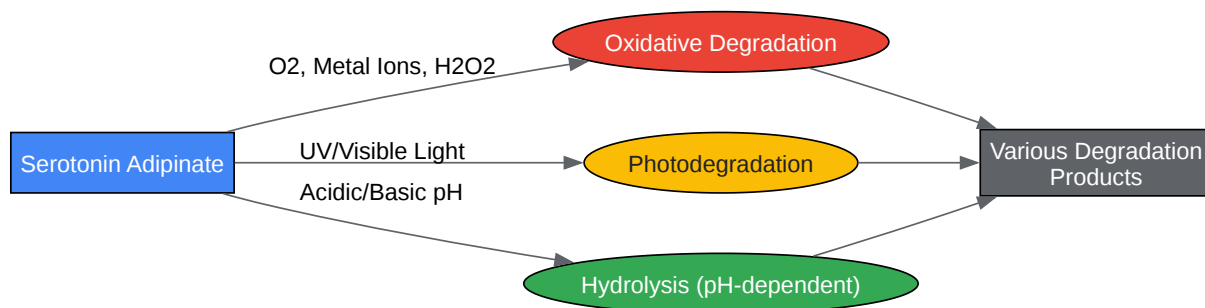 Oxidative Degradation
O2, Metal Ions, H2O2
Serotonin Adipinate
UV/Visible Light
Photodegradation
Various Degradation
Products
Acidic/Basic pH
Hydrolysis (pH-dependent)